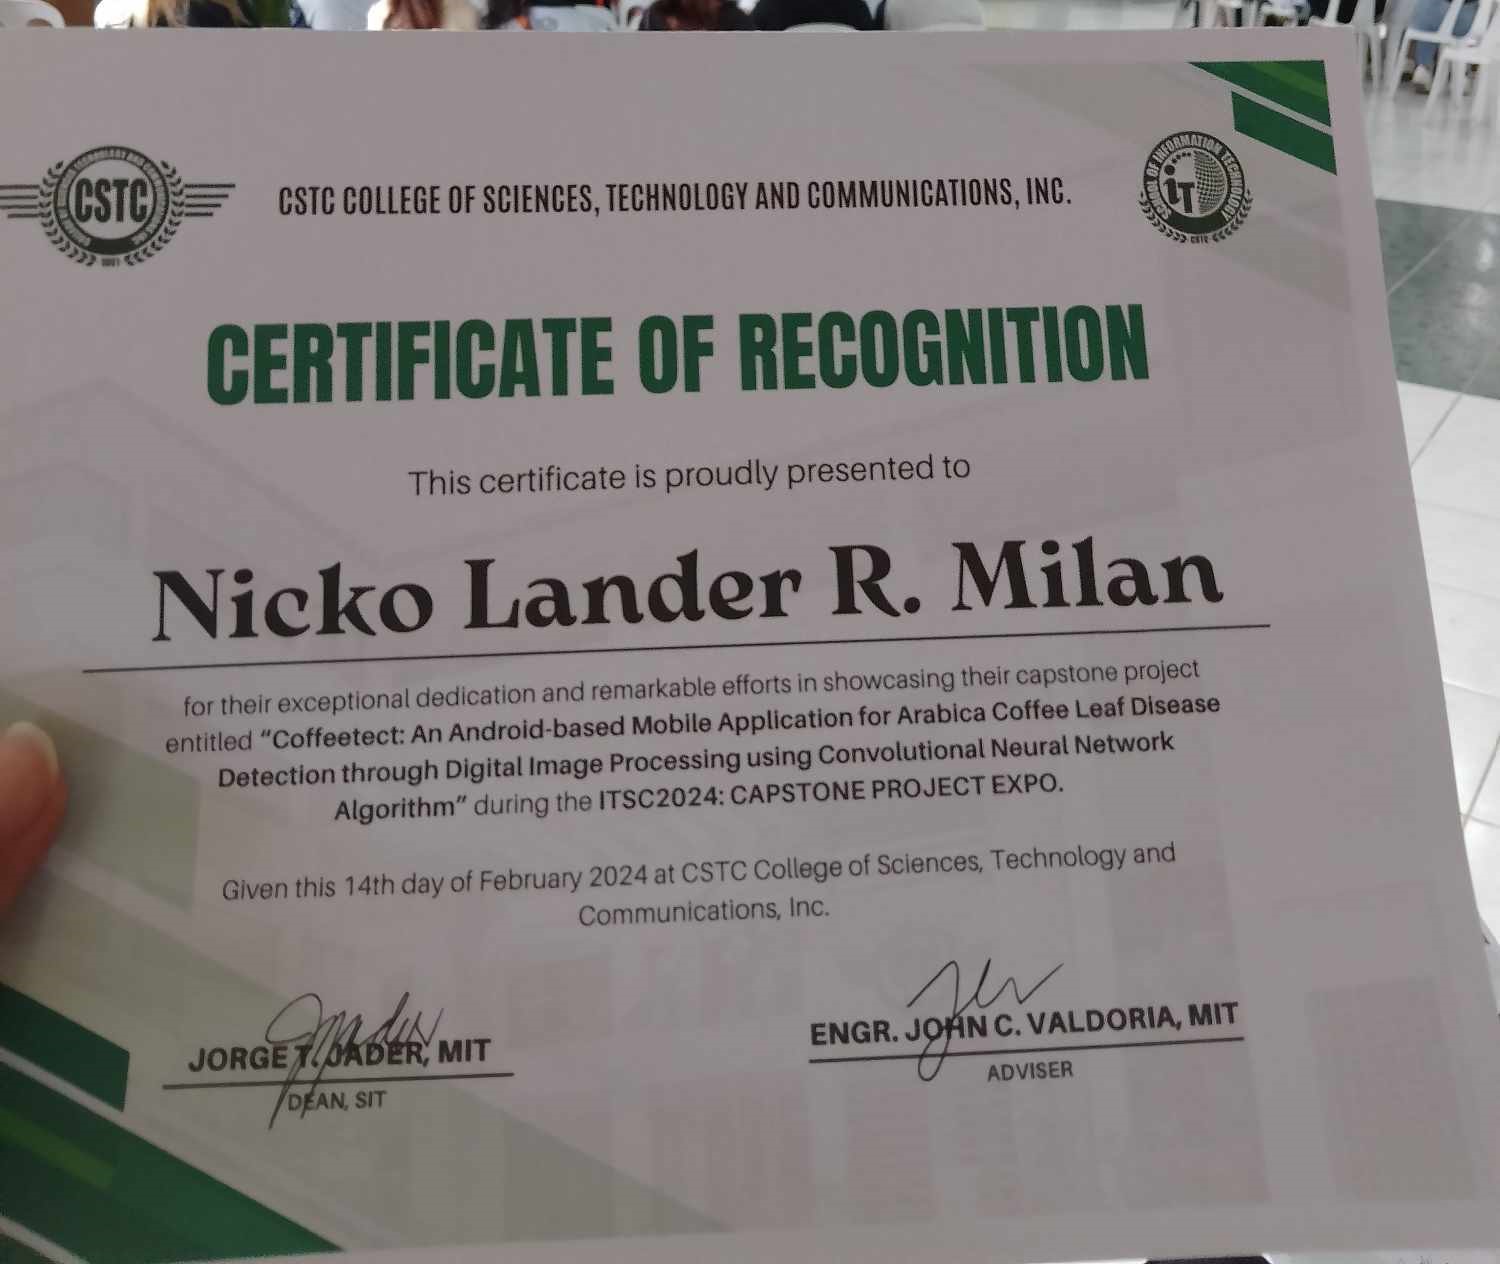 CSTC
CSTC COLLEGE OF SCIENCES, TECHNOLOGY AND COMMUNICATIONS, INC.
SCHOOL OF INFORMATION TECHNOLOGY
iT
CSTC
CERTIFICATE OF RECOGNITION
This certificate is proudly presented to
Nicko Lander R. Milan
for their exceptional dedication and remarkable efforts in showcasing their capstone project
entitled "Coffeetect: An Android-based Mobile Application for Arabica Coffee Leaf Disease
Detection through Digital Image Processing using Convolutional Neural Network
Algorithm" during the ITSC2024: CAPSTONE PROJECT EXPO.
Given this 14th day of February 2024 at CSTC College of Sciences, Technology and
Communications, Inc.
JORGE T. JADER, MIT
DEAN, SIT
ENGR. JOHN C. VALDORIA, MIT
ADVISER